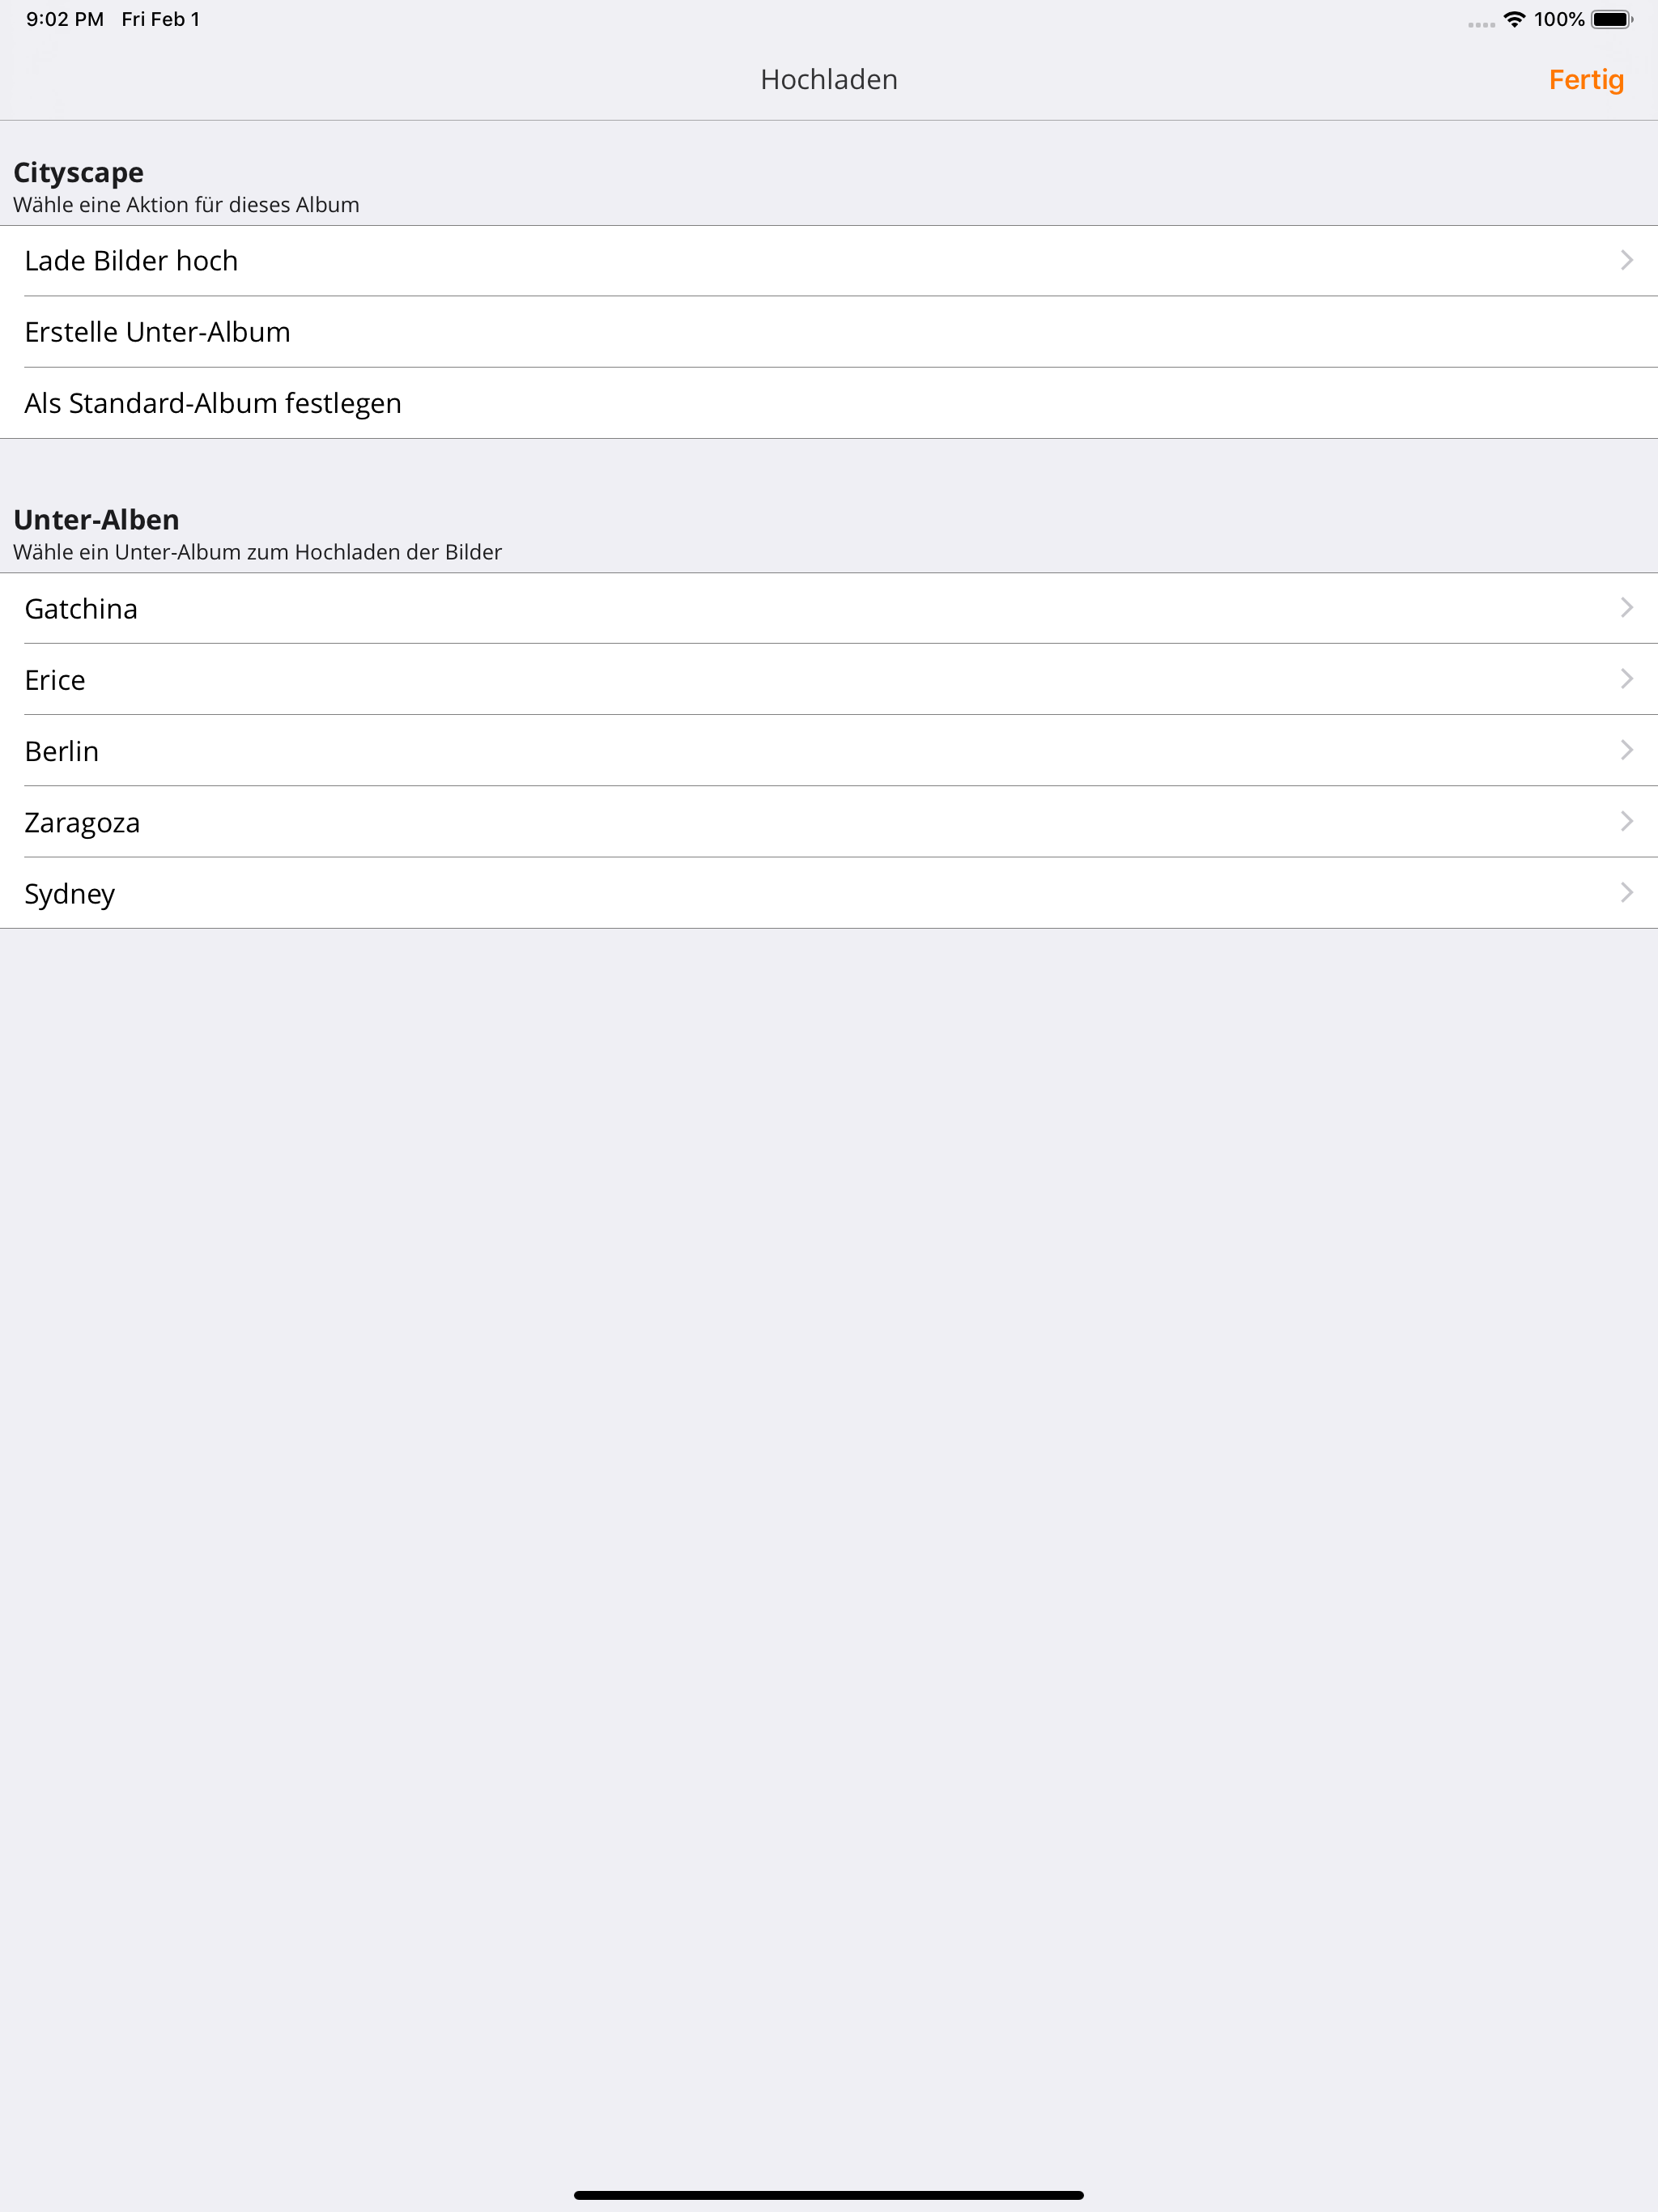 9:02 PM Fri Feb 1 100%
Hochladen Fertig
Cityscape
Wähle eine Aktion für dieses Album
Lade Bilder hoch
Erstelle Unter-Album
Als Standard-Album festlegen
Unter-Alben
Wähle ein Unter-Album zum Hochladen der Bilder
Gatchina
Erice
Berlin
Zaragoza
Sydney